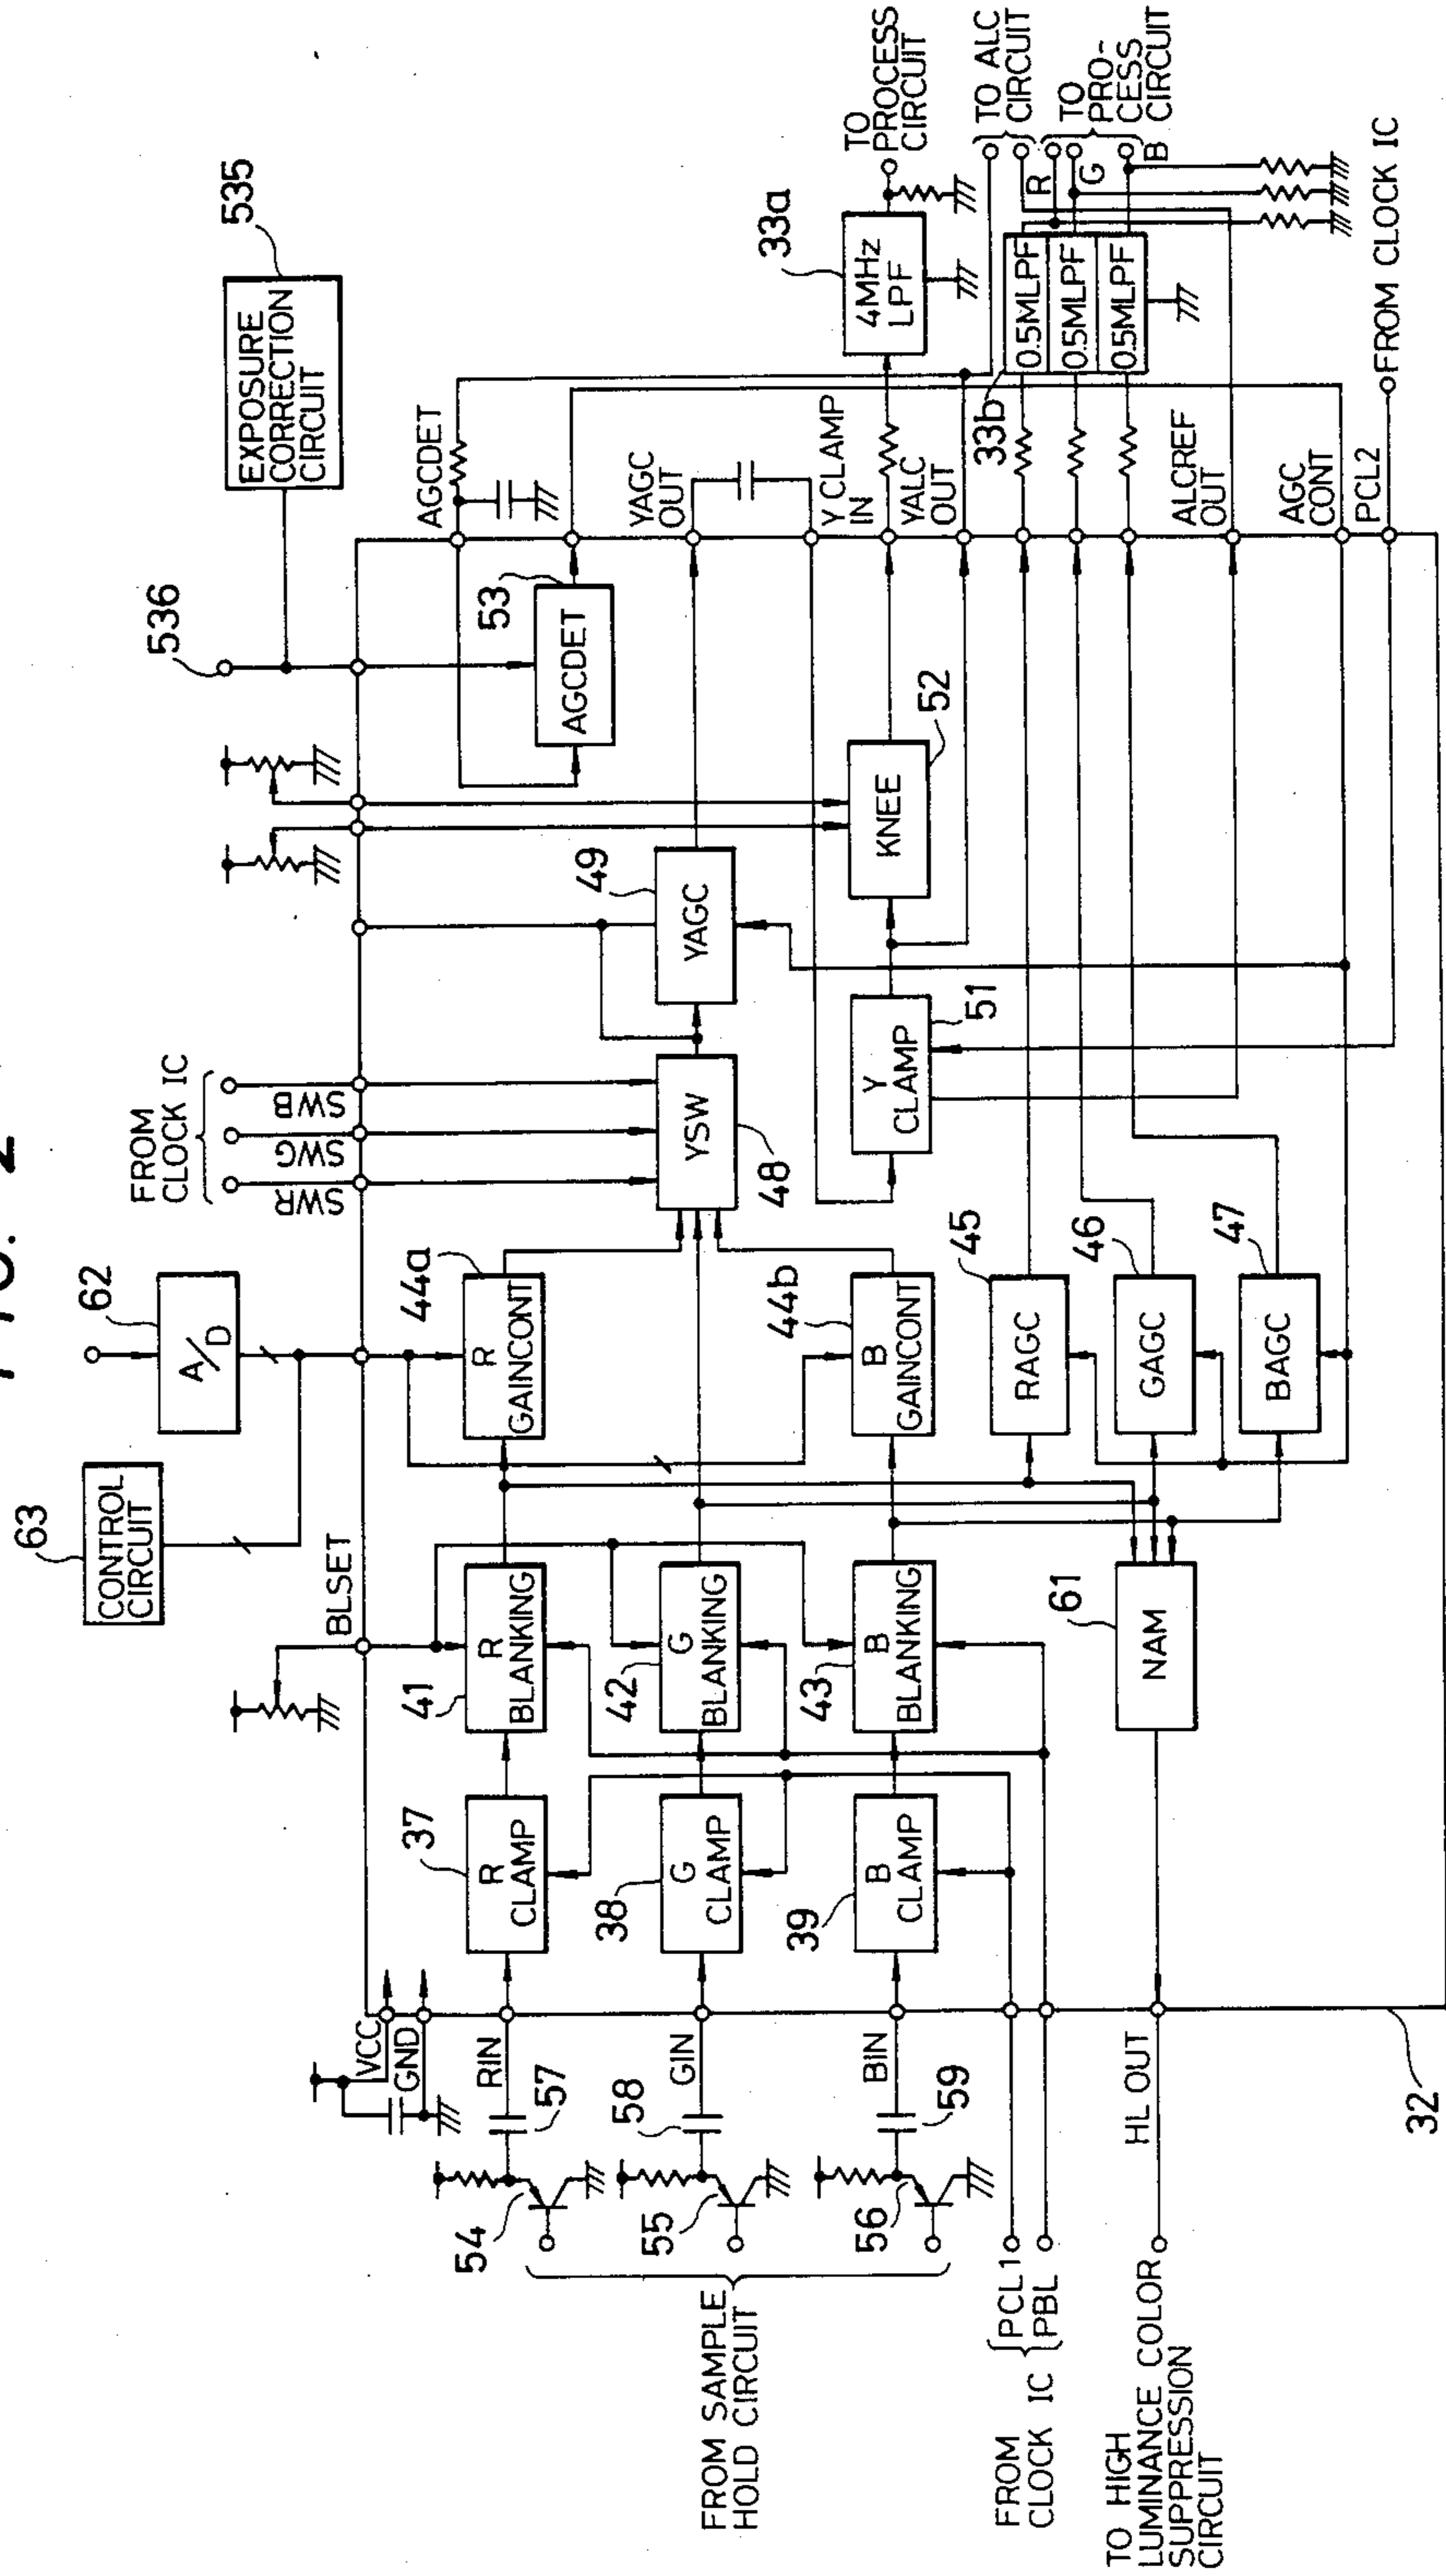 FIG. 2
63
CONTROL
CIRCUIT
62
A/D
FROM
CLOCK IC
SWR
SWG
SWB
536
EXPOSURE
CORRECTION
CIRCUIT
535
BLSET
VCC
GND
RIN
57
54
37
R
CLAMP
41
R
BLANKING
44a
R
GAINCONT
YSW
48
49
YAGC
53
AGCDET
AGCDET
YAGC
OUT
Y CLAMP
IN
YALC
OUT
33a
4MHz
LPF
TO
PROCESS
CIRCUIT
GIN
58
55
38
G
CLAMP
42
G
BLANKING
FROM SAMPLE
HOLD CIRCUIT
BIN
59
56
39
B
CLAMP
43
B
BLANKING
44b
B
GAINCONT
Y
CLAMP
51
KNEE
52
TO ALC
CIRCUIT
33b
0.5MLPF
0.5MLPF
0.5MLPF
R
G
B
TO
PRO-
CESS
CIRCUIT
45
RAGC
46
GAGC
47
BAGC
ALCREF
OUT
AGC
CONT
PCL2
FROM CLOCK IC
FROM
CLOCK IC
PCL1
PBL
61
NAM
HL OUT
TO HIGH
LUMINANCE COLOR
SUPPRESSION
CIRCUIT
32